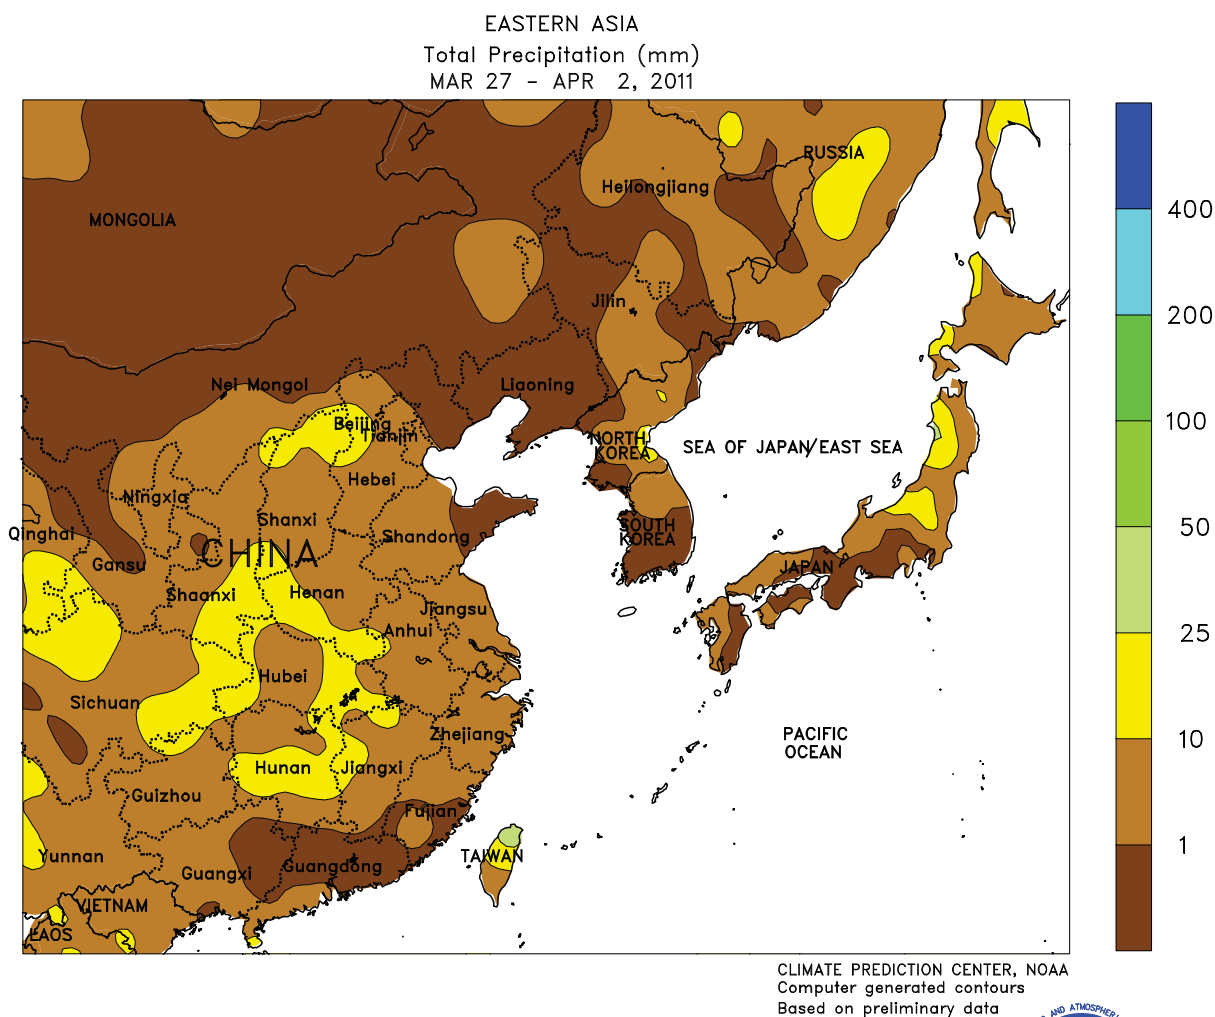 EASTERN ASIA
Total Precipitation (mm)
MAR 27 - APR 2, 2011
RUSSIA
Heilongjiang
MONGOLIA
Jilin
Nei Mongol
Liaoning
Beijing
Tianjin
NORTH
KOREA
SEA OF JAPAN/EAST SEA
Hebei
Ningxia
Shanxi
SOUTH
KOREA
Qinghai
Shandong
CHINA
Gansu
JAPAN
Shaanxi
Henan
Jiangsu
Anhui
Hubei
Sichuan
Zhejiang
PACIFIC
OCEAN
Hunan
Jiangxi
Guizhou
Fujian
Yunnan
TAIWAN
Guangxi
Guangdong
VIETNAM
LAOS
400
200
100
50
25
10
1
CLIMATE PREDICTION CENTER, NOAA
Computer generated contours
Based on preliminary data
AND ATMOSPHER